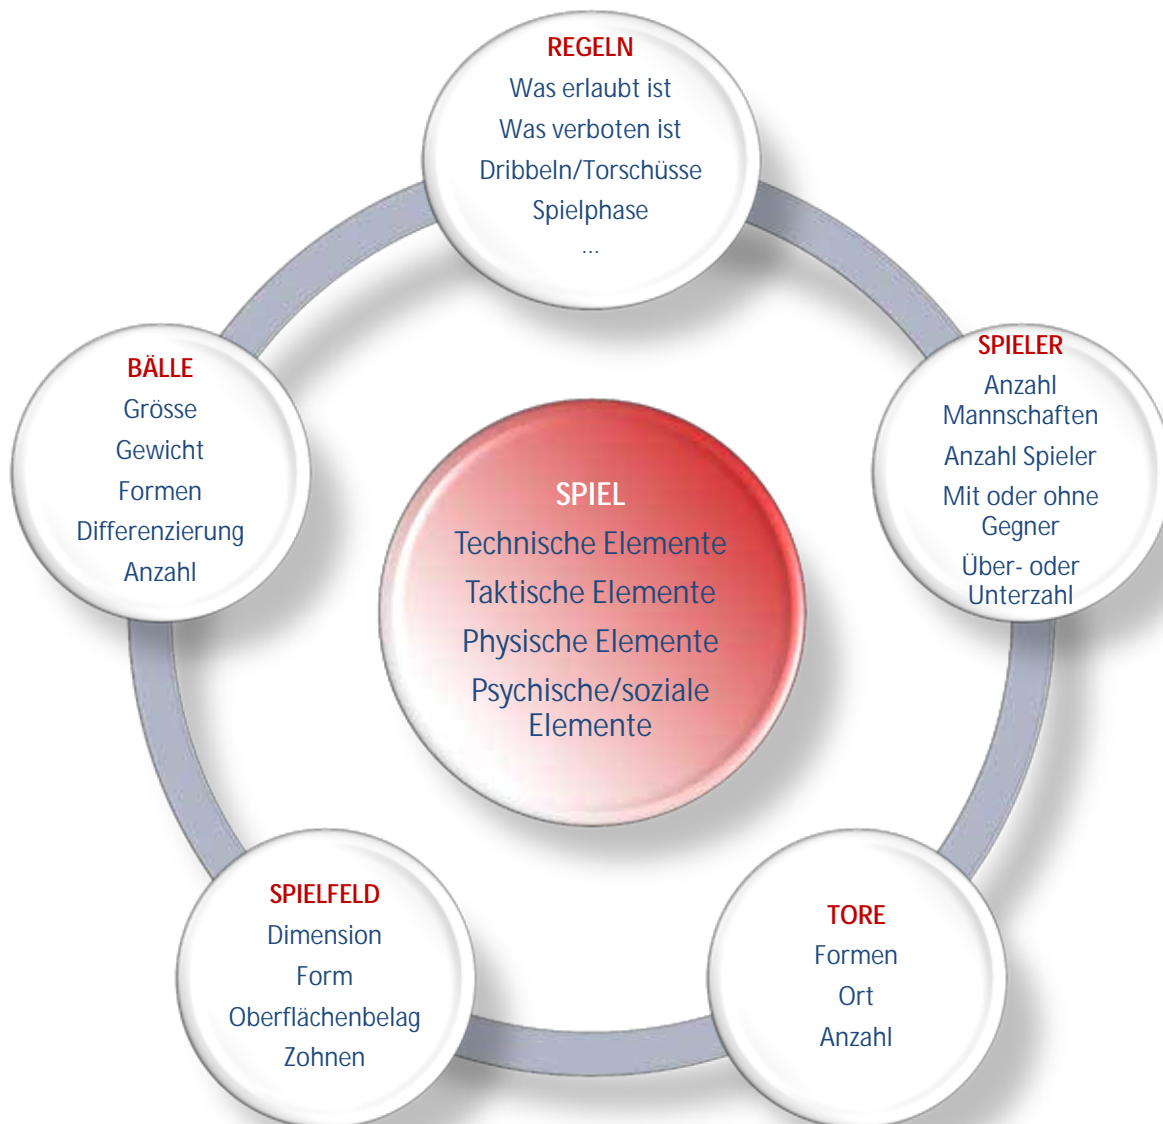 REGELN
Was erlaubt ist
Was verboten ist
Dribbeln/Torschüsse
Spielphase
...
SPIELER
Anzahl
Mannschaften
Anzahl Spieler
Mit oder ohne
Gegner
Über- oder
Unterzahl
BÄLLE
Grösse
Gewicht
Formen
Differenzierung
Anzahl
SPIEL
Technische Elemente
Taktische Elemente
Physische Elemente
Psychische/soziale
Elemente
SPIELFELD
Dimension
Form
Oberflächenbelag
Zohnen
TORE
Formen
Ort
Anzahl